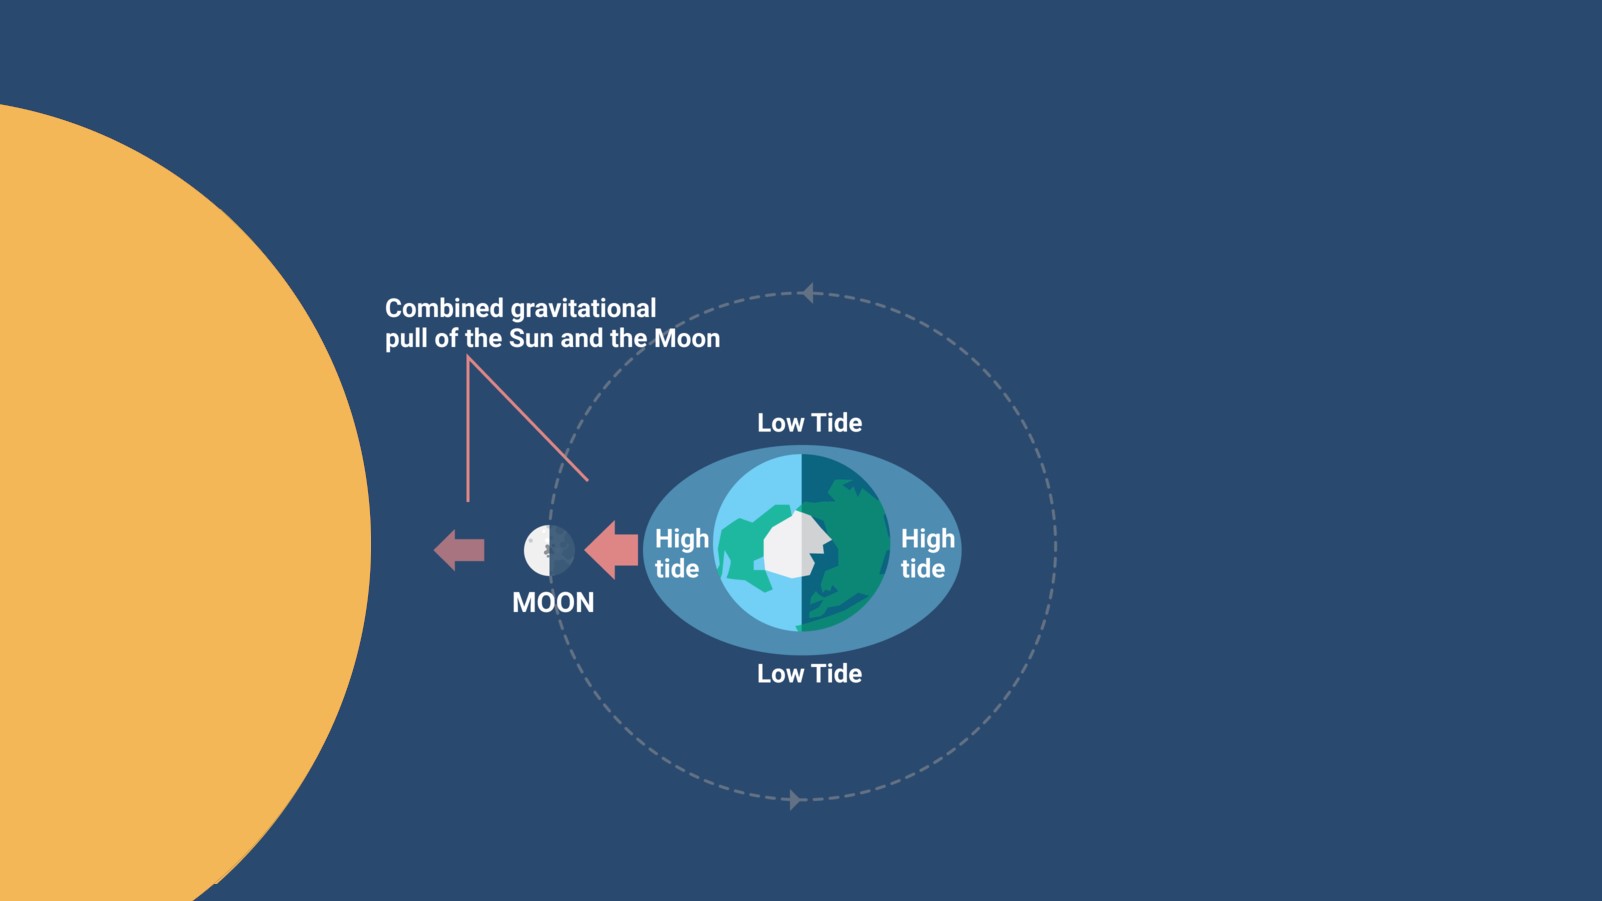 Combined gravitational
pull of the Sun and the Moon
Low Tide
High
tide
High
tide
MOON
Low Tide